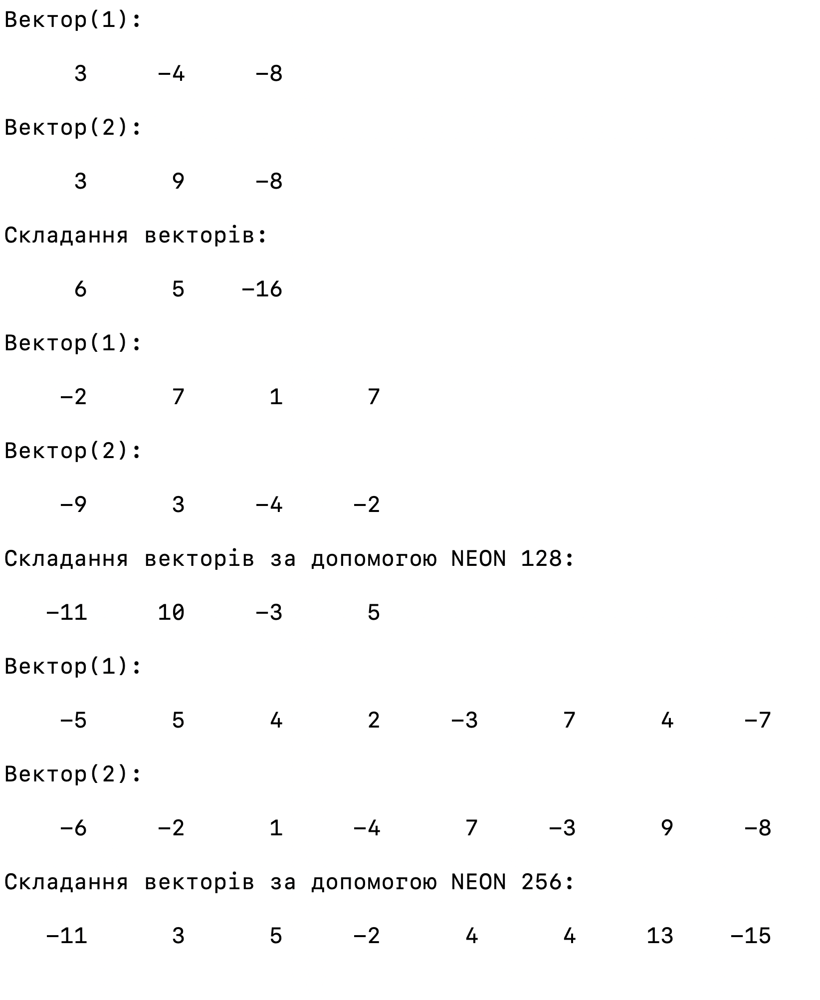 Вектор(1):
3 −4 −8
Вектор(2):
3 9 −8
Складання векторів:
6 5 −16
Вектор(1):
−2 7 1 7
Вектор(2):
−9 3 −4 −2
Складання векторів за допомогою NEON 128:
−11 10 −3 5
Вектор(1):
−5 5 4 2 −3 7 4 −7
Вектор(2):
−6 −2 1 −4 7 −3 9 −8
Складання векторів за допомогою NEON 256:
−11 3 5 −2 4 4 13 −15